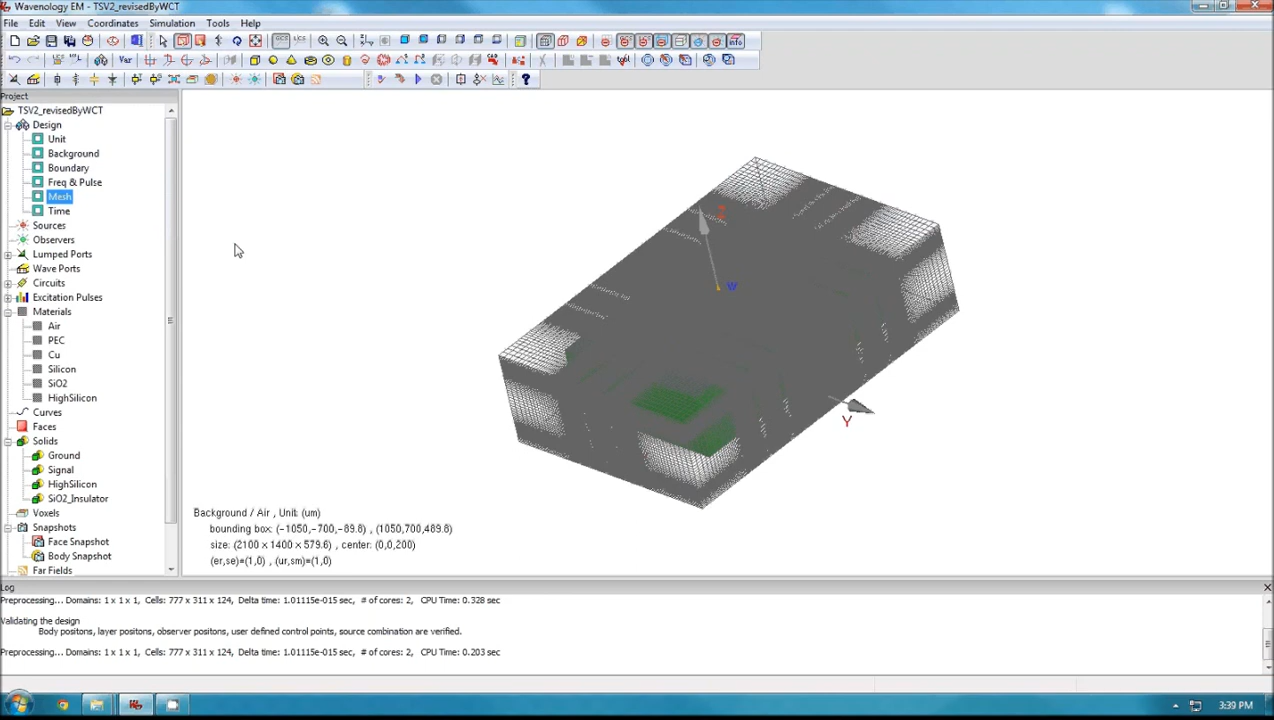 Wavenology EM - TSV2_revisedByWCT
File Edit View Coordinates Simulation Tools Help
Var
info
Project
TSV2_revisedByWCT
Design
Unit
Background
Boundary
Freq & Pulse
Mesh
Time
Sources
Observers
Lumped Ports
Wave Ports
Circuits
Excitation Pulses
Materials
Air
PEC
Cu
Silicon
SiO2
HighSilicon
Curves
Faces
Solids
Ground
Signal
HighSilicon
SiO2_Insulator
Voxels
Snapshots
Face Snapshot
Body Snapshot
Far Fields
Z
W
Y
Background / Air , Unit: (um)
bounding box: (-1050,-700,-89.8) , (1050,700,489.8)
size: (2100 x 1400 x 579.6) , center: (0,0,200)
(er,se)=(1,0) , (ur,sm)=(1,0)
Log
Preprocessing... Domains: 1 x 1 x 1, Cells: 777 x 311 x 124, Delta time: 1.01115e-015 sec, # of cores: 2, CPU Time: 0.328 sec
Validating the design
Body positons, layer positons, observer positons, user defined control points, source combination are verified.
Preprocessing... Domains: 1 x 1 x 1, Cells: 777 x 311 x 124, Delta time: 1.01115e-015 sec, # of cores: 2, CPU Time: 0.203 sec
3:39 PM